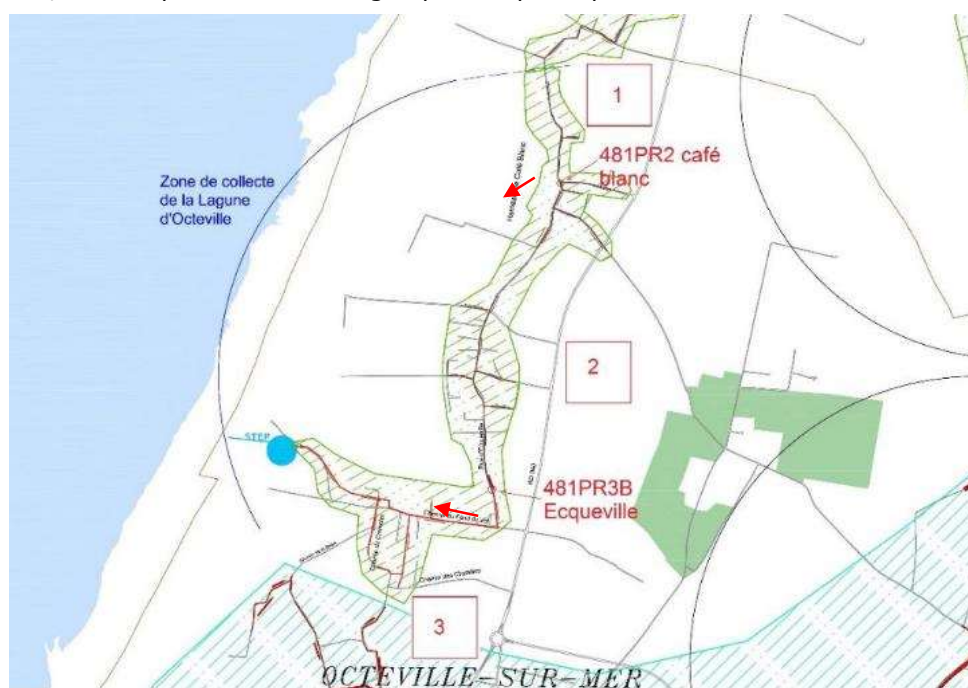 1
481PR2 café
blanc
Zone de collecte
de la Lagune
d'Octeville
2
STEP
481PR3B
Ecqueville
3
OCTEVILLE-SUR-MER